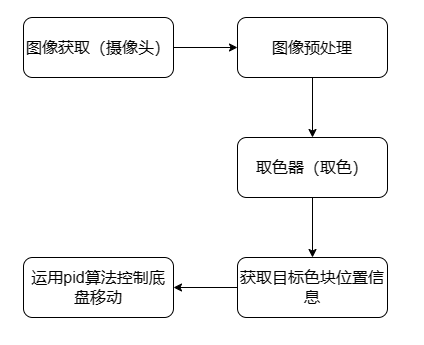 图像获取（摄像头）
图像预处理
取色器（取色）
获取目标色块位置信
息
运用pid算法控制底
盘移动